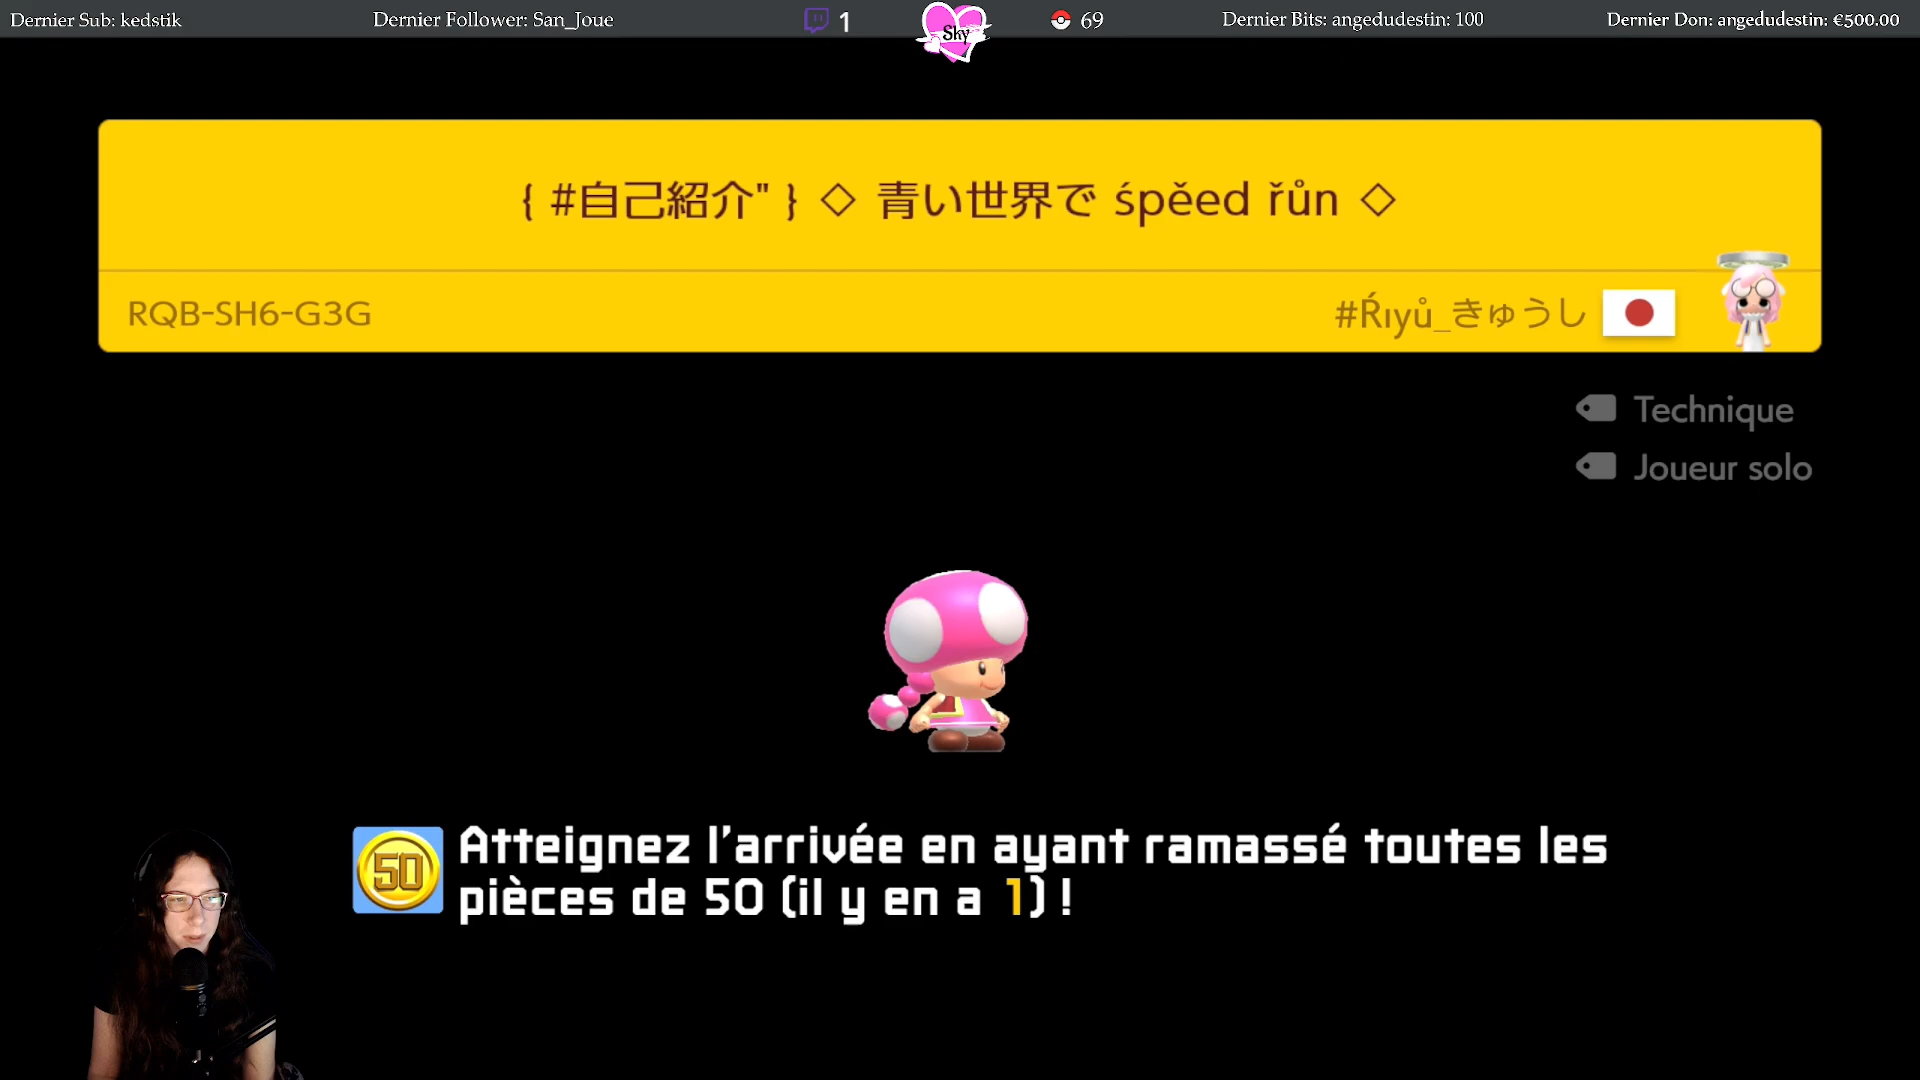 Dernier Sub: kedstik
Dernier Follower: San_Joue
1
Sky
69
Dernier Bits: angedudestin: 100
Dernier Don: angedudestin: €500.00
{ #自己紹介" } ◇ 青い世界で śpěed řůn ◇
RQB-SH6-G3G
#Ŕıyů_きゅうし
Technique
Joueur solo
50
Atteignez l'arrivée en ayant ramassé toutes les
pièces de 50 (il y en a 1) !